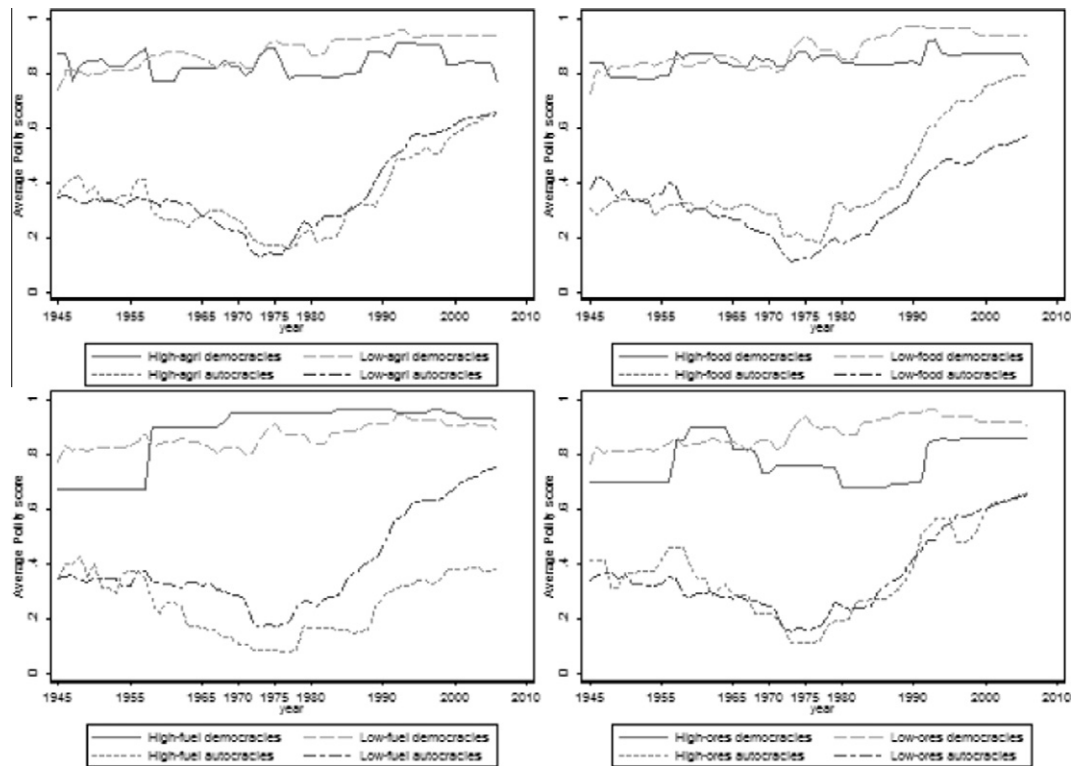 Average Polity score
0 .2 .4 .6 .8 1
1945 1955 1965 1970 1975 1980 1990 2000 2010
year
High-agri democracies Low-agri democracies
High-agri autocracies Low-agri autocracies
Average Polity score
0 .2 .4 .6 .8 1
1945 1955 1965 1970 1975 1980 1990 2000 2010
year
High-food democracies Low-food democracies
High-food autocracies Low-food autocracies
Average Polity score
0 .2 .4 .6 .8 1
1945 1955 1965 1970 1975 1980 1990 2000 2010
year
High-fuel democracies Low-fuel democracies
High-fuel autocracies Low-fuel autocracies
Average Polity score
0 .2 .4 .6 .8 1
1945 1955 1965 1970 1975 1980 1990 2000 2010
year
High-ores democracies Low-ores democracies
High-ores autocracies Low-ores autocracies